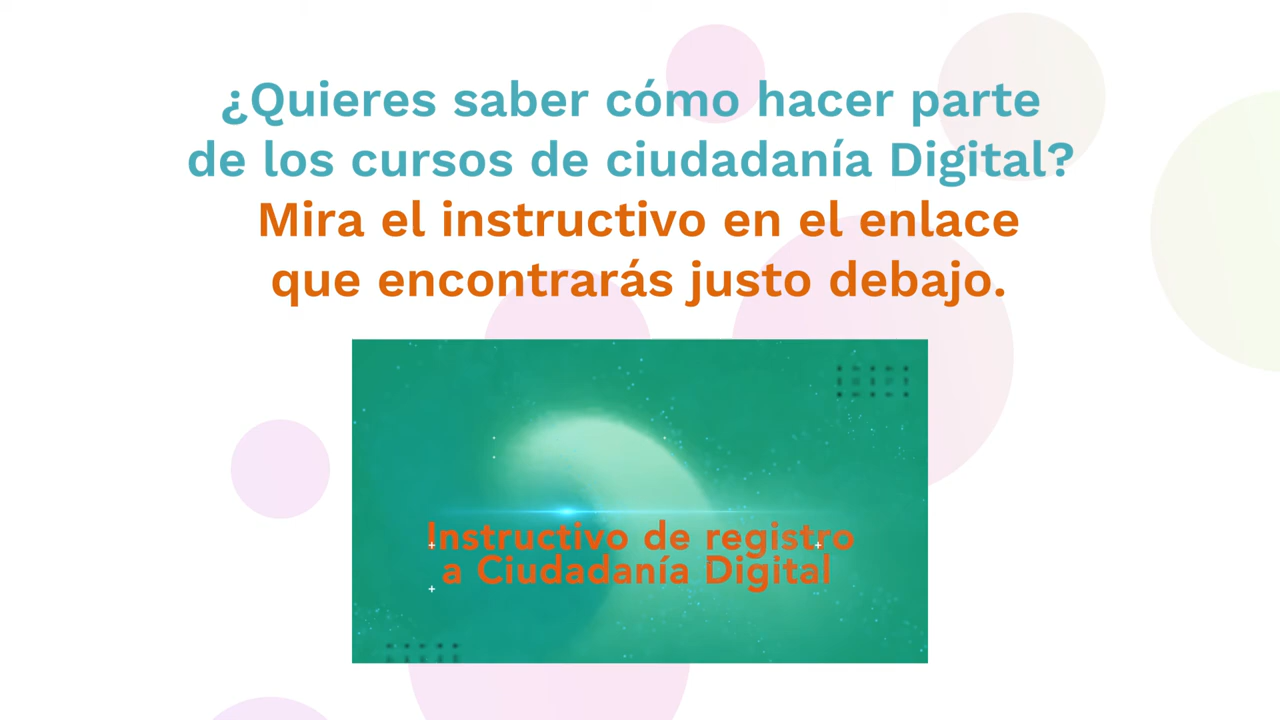 ¿Quieres saber cómo hacer parte
de los cursos de ciudadanía Digital?
Mira el instructivo en el enlace
que encontrarás justo debajo.
Instructivo de registro
a Ciudadanía Digital